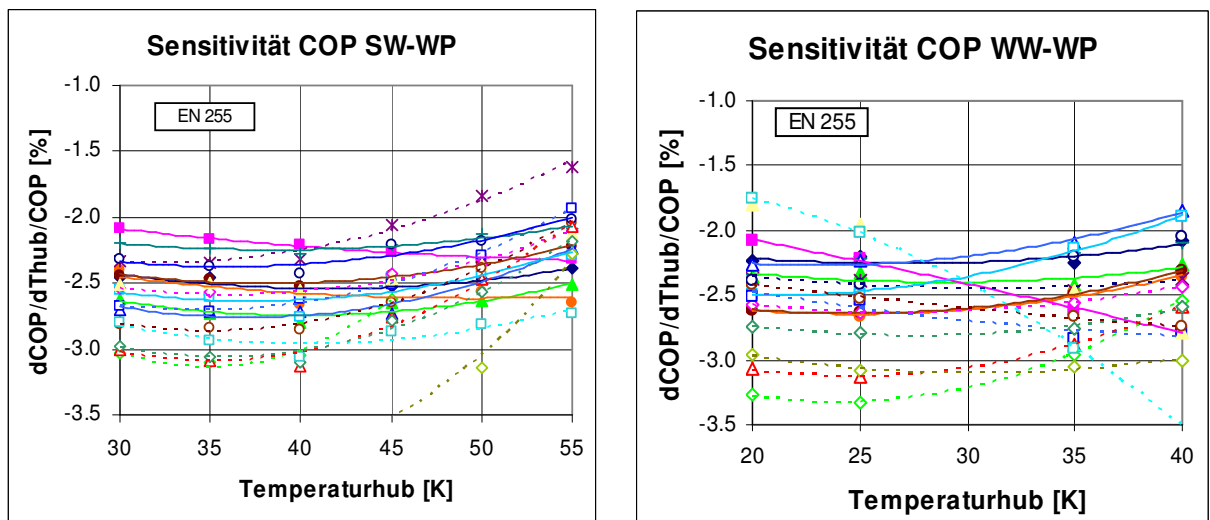 Sensitivität COP SW-WP
dCOP/dThub/COP [%]
EN 255
-1.0
-1.5
-2.0
-2.5
-3.0
-3.5
30 35 40 45 50 55
Temperaturhub [K]
Sensitivität COP WW-WP
dCOP/dThub/COP [%]
EN 255
-1.0
-1.5
-2.0
-2.5
-3.0
-3.5
20 25 30 35 40
Temperaturhub [K]